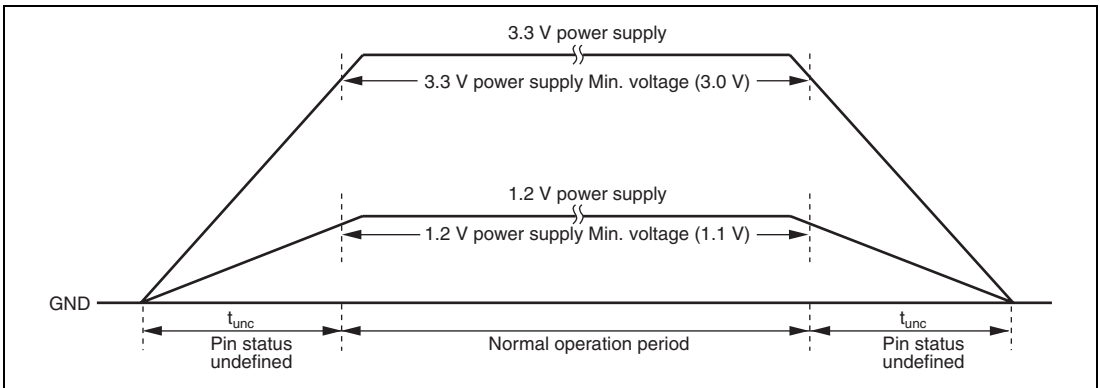 3.3 V power supply
3.3 V power supply Min. voltage (3.0 V)
1.2 V power supply
1.2 V power supply Min. voltage (1.1 V)
GND
tunc
Pin status
undefined
Normal operation period
tunc
Pin status
undefined